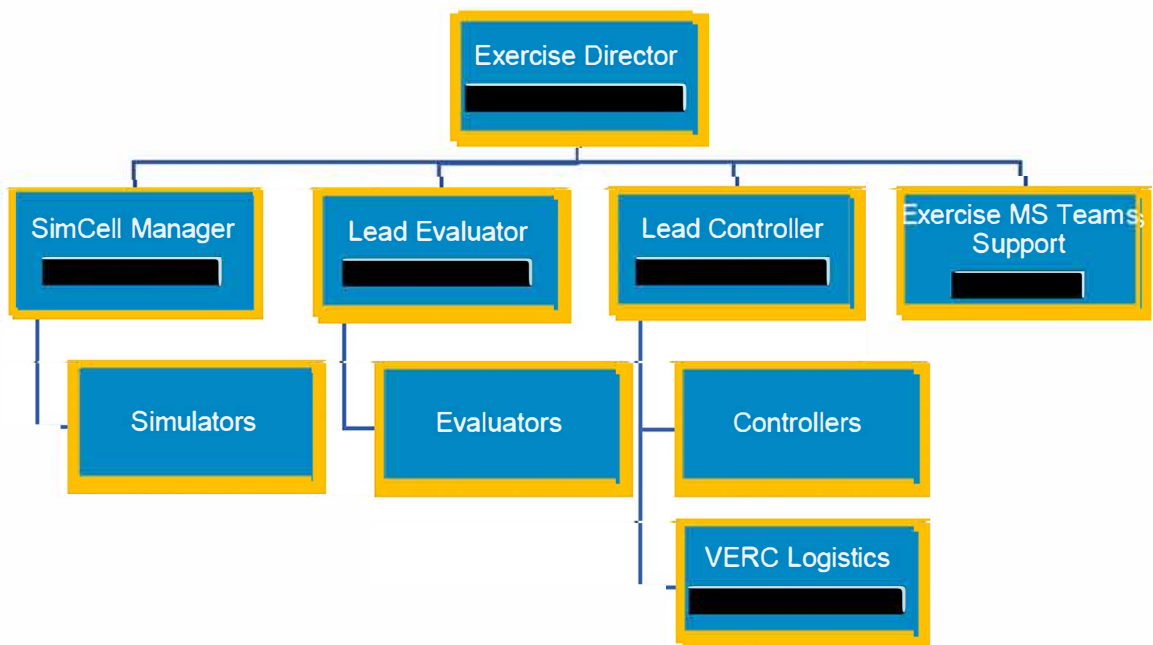 Exercise Director
SimCell Manager
Lead Evaluator
Lead Controller
Exercise MS Teams
Support
Simulators
Evaluators
Controllers
VERC Logistics